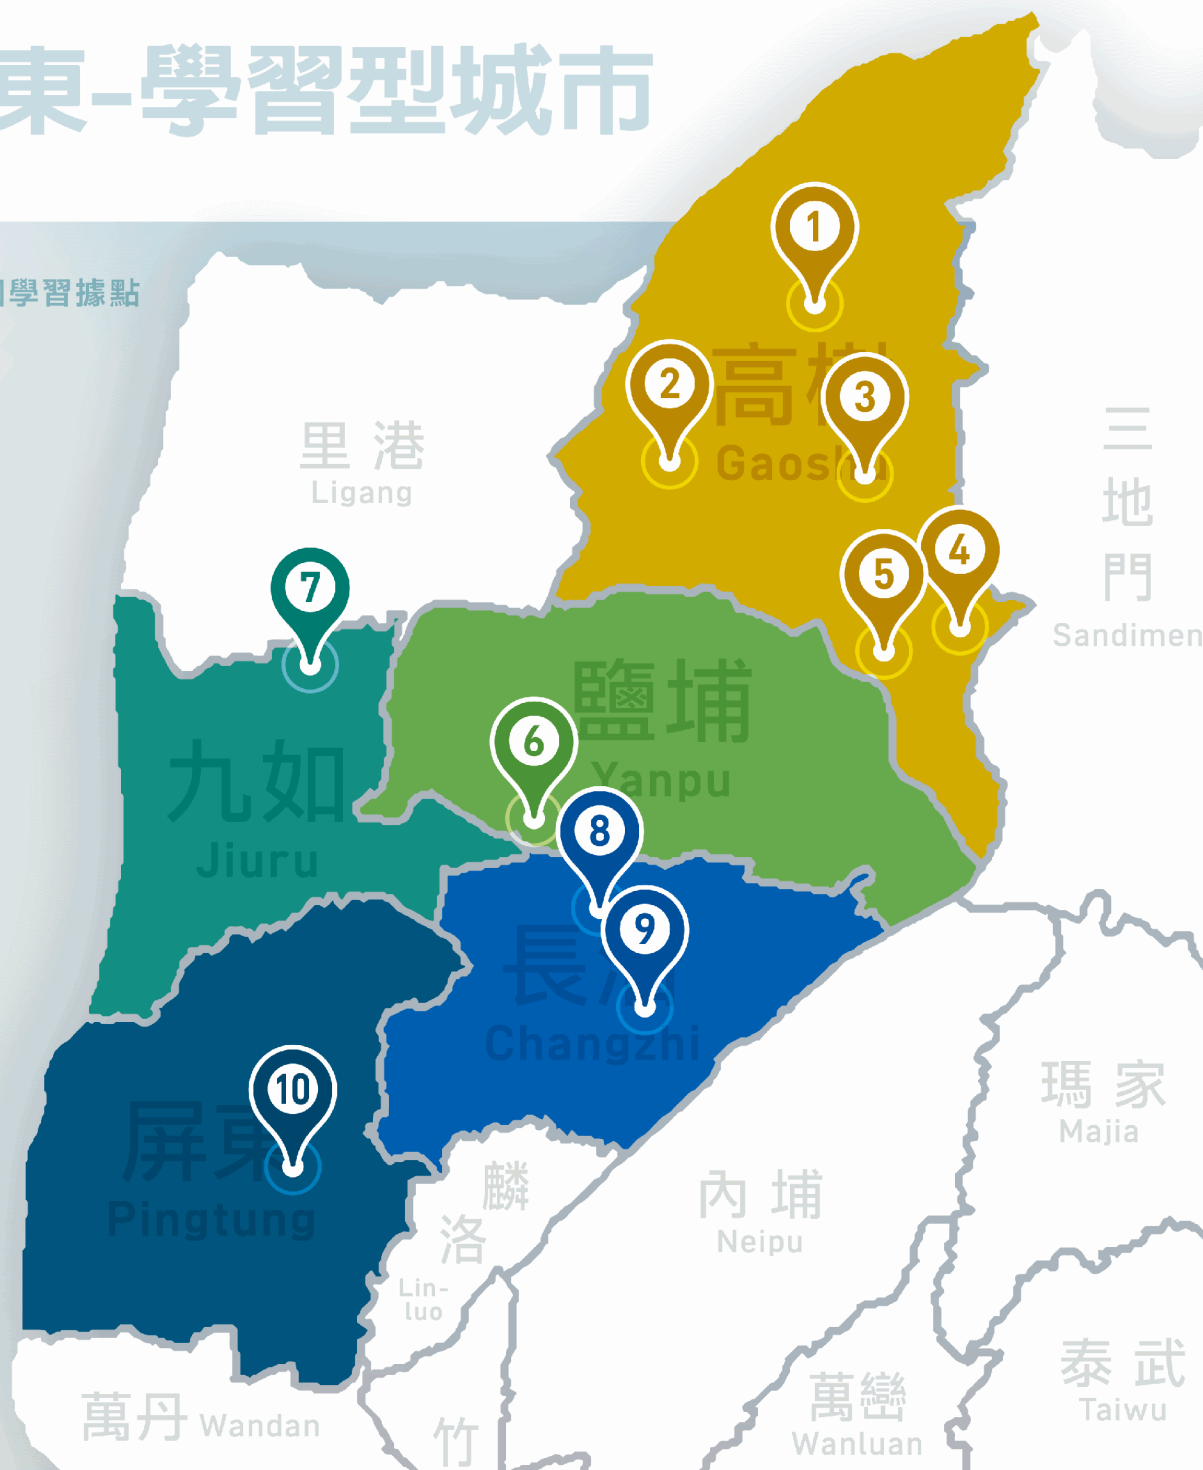 東-學習型城市
學習據點
1
2
高樹
3
Gaoshu
里港
Ligang
三地門
Sandimen
4
5
7
鹽埔
Yanpu
6
九如
Jiuru
8
9
長治
Changzhi
10
屏東
Pingtung
瑪家
Majia
麟洛
Lin-
luo
內埔
Neipu
泰武
Taiwu
萬巒
Wanluan
萬丹 Wandan
竹